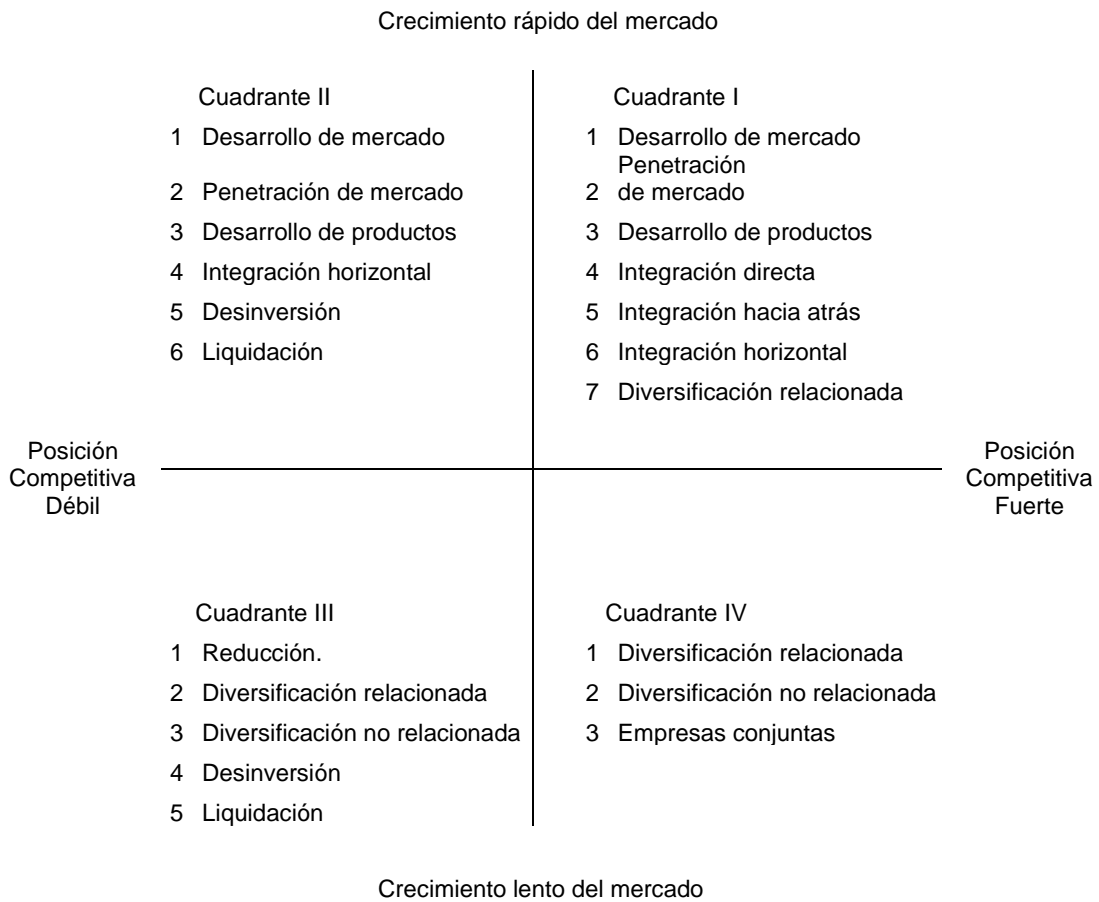 Crecimiento rápido del mercado
Cuadrante II
1 Desarrollo de mercado
2 Penetración de mercado
3 Desarrollo de productos
4 Integración horizontal
5 Desinversión
6 Liquidación
Cuadrante I
1 Desarrollo de mercado
Penetración
2 de mercado
3 Desarrollo de productos
4 Integración directa
5 Integración hacia atrás
6 Integración horizontal
7 Diversificación relacionada
Posición
Competitiva
Débil
Posición
Competitiva
Fuerte
Cuadrante III
1 Reducción.
2 Diversificación relacionada
3 Diversificación no relacionada
4 Desinversión
5 Liquidación
Cuadrante IV
1 Diversificación relacionada
2 Diversificación no relacionada
3 Empresas conjuntas
Crecimiento lento del mercado